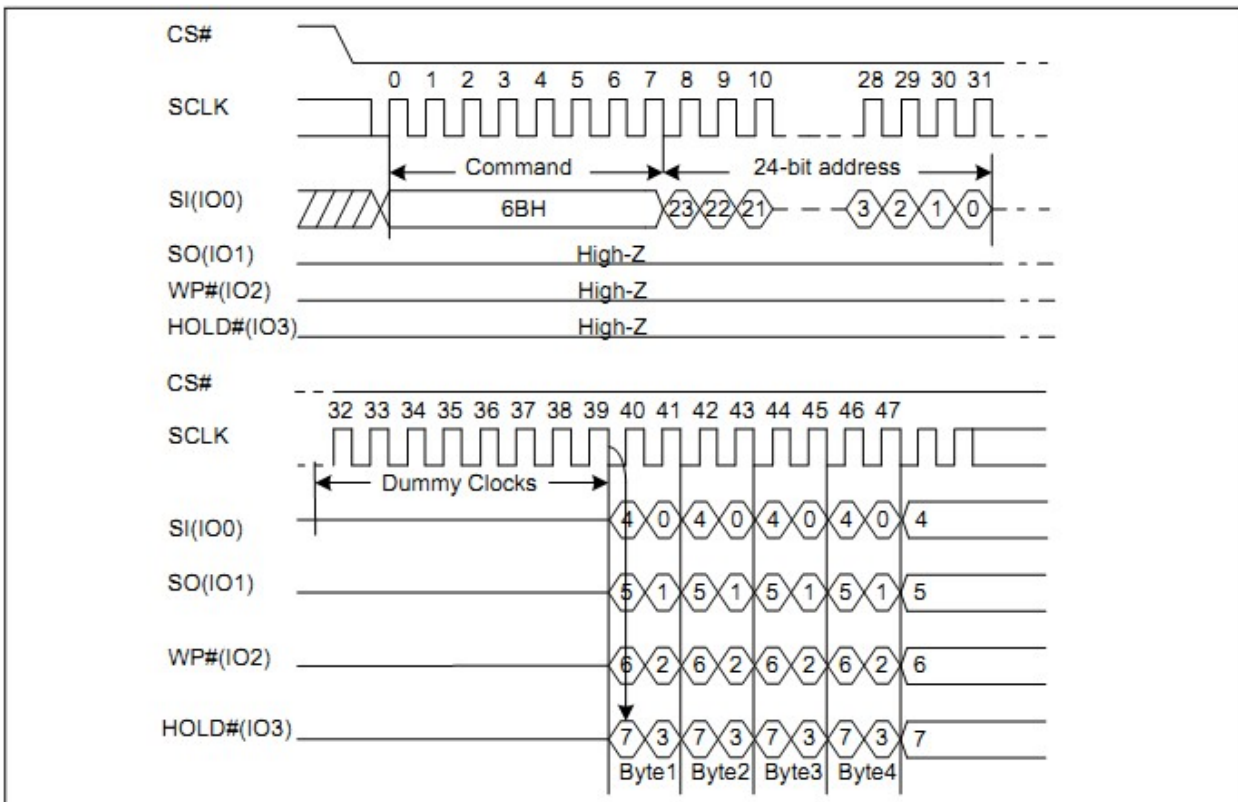 CS#
0 1 2 3 4 5 6 7 8 9 10 28 29 30 31
SCLK
Command 24-bit address
SI(IO0) 6BH 23 22 21 3 2 1 0
SO(IO1) High-Z
WP#(IO2) High-Z
HOLD#(IO3) High-Z
CS#
32 33 34 35 36 37 38 39 40 41 42 43 44 45 46 47
SCLK
Dummy Clocks
SI(IO0) 4 0 4 0 4 0 4 0 4
SO(IO1) 5 1 5 1 5 1 5 1 5
WP#(IO2) 6 2 6 2 6 2 6 2 6
HOLD#(IO3) 7 3 7 3 7 3 7 3 7
Byte1 Byte2 Byte3 Byte4